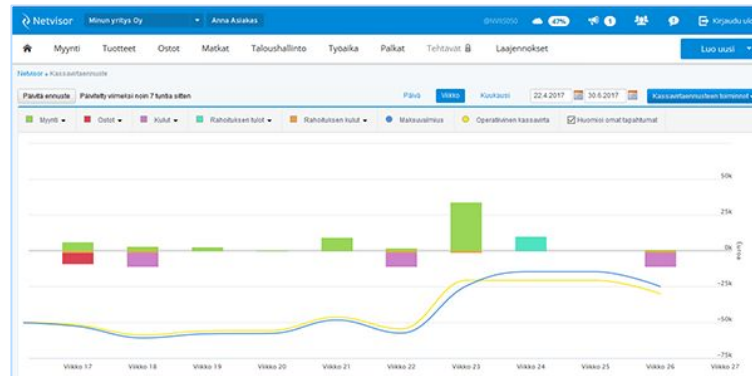 Netvisor Minun yritys Oy Anna Asiakas 47% 1 Kirjaudu ulo
Myynti Tuotteet Ostot Matkat Taloushallinto Työaika Palkat Tehtävät Laajennokset Luo uusi
Netvisor » Kassavirtaennuste
Päivitä ennuste Päivitetty viimeksi noin 7 tuntia sitten Päivä Viikko Kuukausi 22.4.2017 30.6.2017 Kassavirtaennusteen toiminnot
Myynti Ostot Kulut Rahoituksen tulot Rahoituksen kulut Maksuvalmius Operatiivinen kassavirta Huomioi omat tapahtumat
50k
25k
0k
Euroa
-25k
-50k
-75k
Viikko 17 Viikko 18 Viikko 19 Viikko 20 Viikko 21 Viikko 22 Viikko 23 Viikko 24 Viikko 25 Viikko 26 Viikko 27